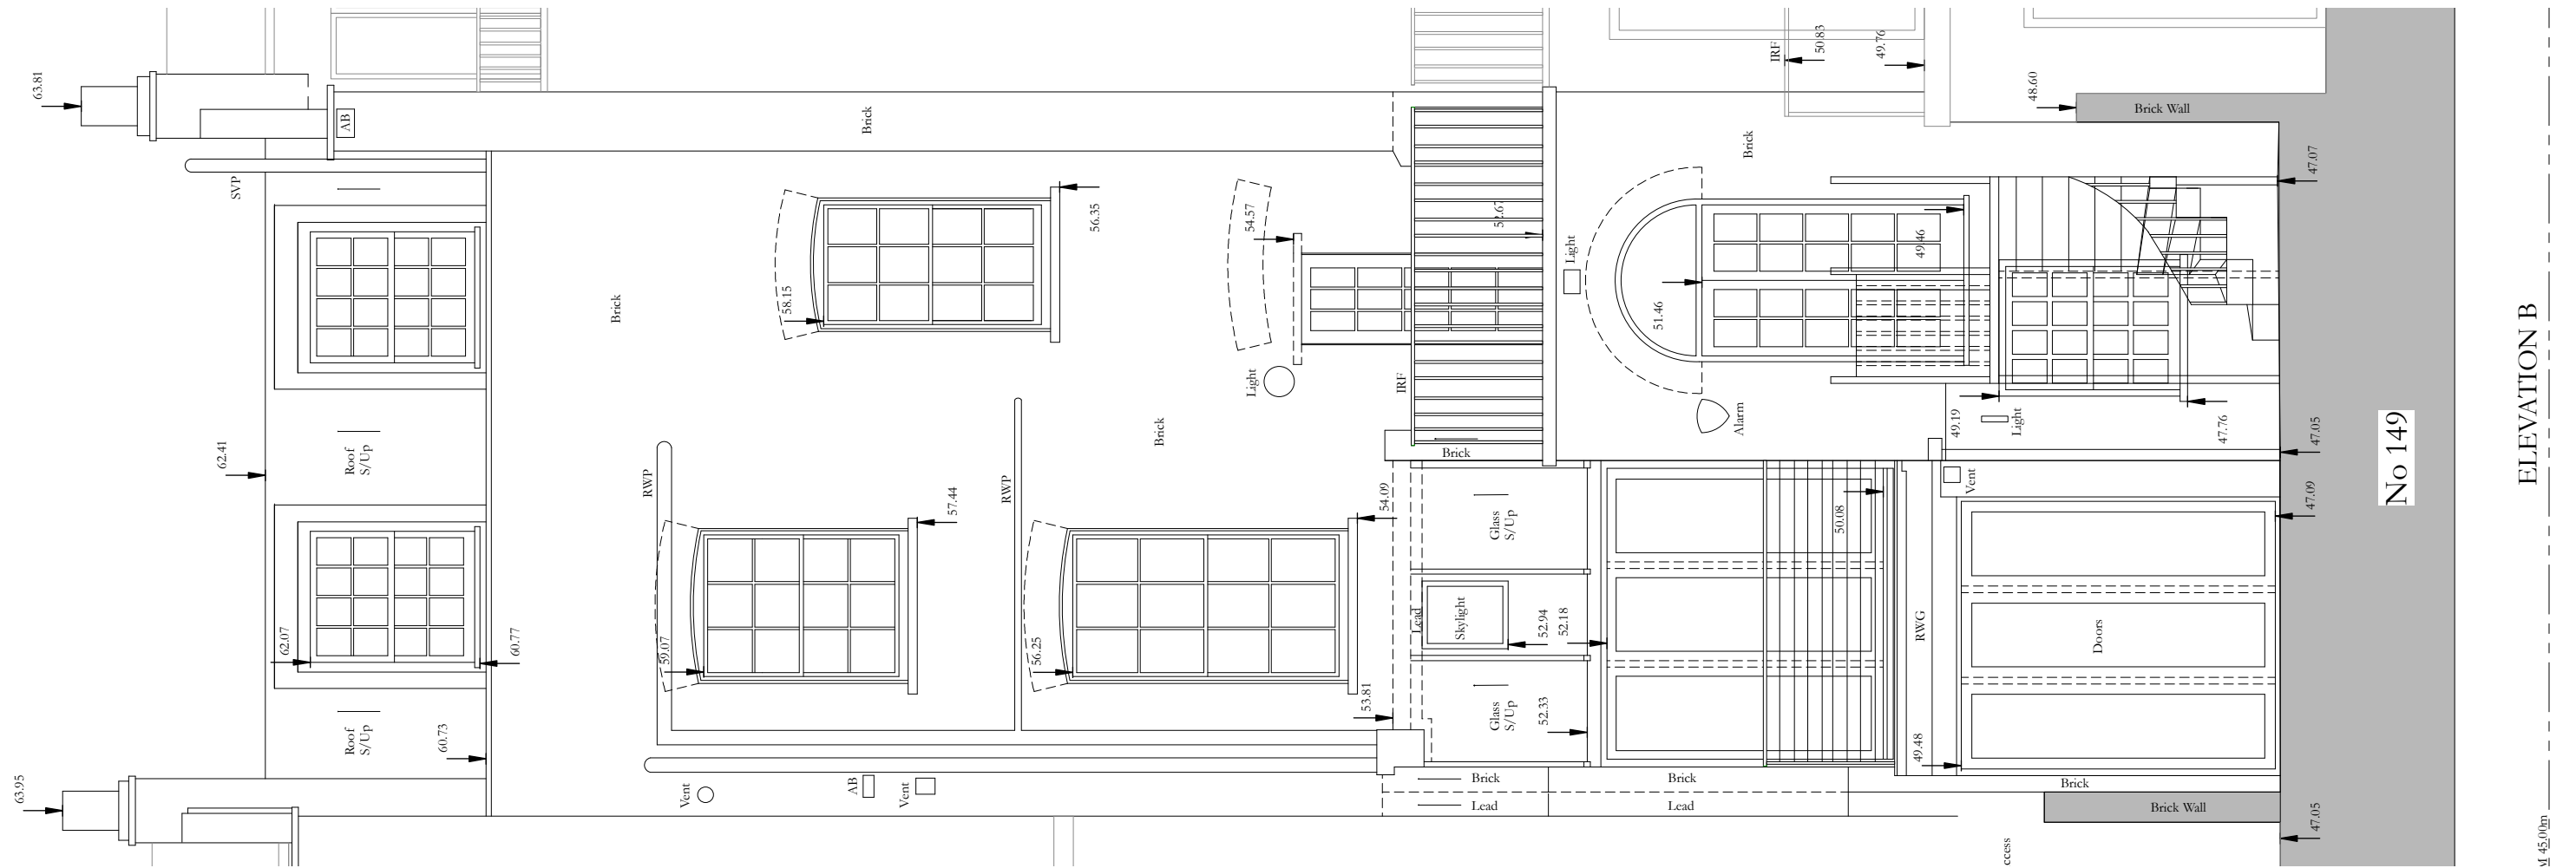 63.81
63.95
SVP
AB
62.41
Roof
S/Up
62.07
60.77
60.73
Roof
S/Up
Brick
Brick
58.15
56.35
RWP
57.44
59.07
Vent
AB
Vent
RWP
56.25
Brick
54.57
Light
54.09
53.81
IRF
52.67
Brick
Glass
S/Up
Lead
Skylight
52.94
52.18
Glass
S/Up
52.33
Brick
Lead
Brick
Lead
Light
51.46
Alarm
Brick
IRF
50.83
49.76
49.46
50.08
RWG
49.48
49.19
Light
Vent
48.60
Brick Wall
47.76
47.07
47.05
47.09
Doors
Brick
Brick Wall
47.05
ccess
No 149
ELEVATION B
M 45.00m